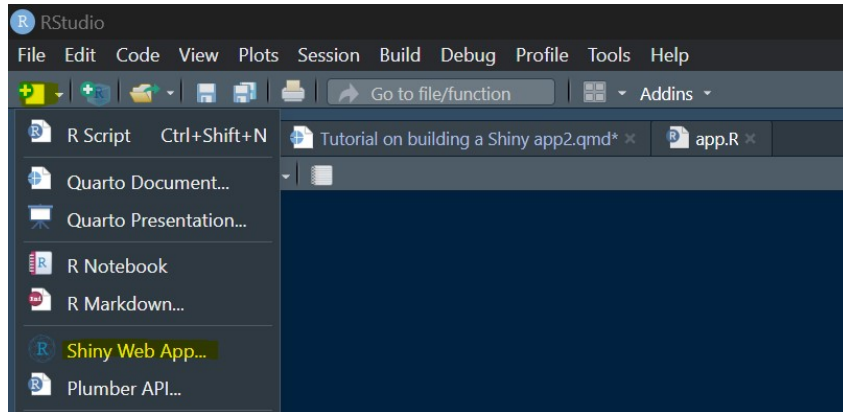 RStudio
File Edit Code View Plots Session Build Debug Profile Tools Help
Go to file/function Addins
R Script Ctrl+Shift+N
Tutorial on building a Shiny app2.qmd* × app.R ×
Quarto Document...
Quarto Presentation...
R Notebook
R Markdown...
Shiny Web App...
Plumber API...